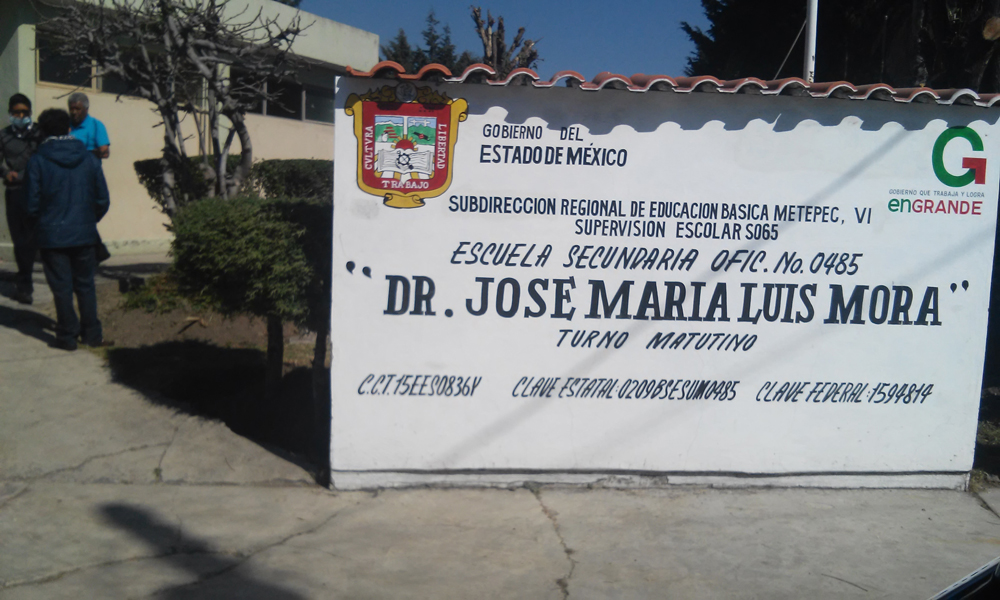 CVLTVRA
LIBERTAD
TRABAJO
GOBIERNO DEL
ESTADO DE MÉXICO
G
GOBIERNO QUE TRABAJA Y LOGRA
enGRANDE
SUBDIRECCION REGIONAL DE EDUCACION BASICA METEPEC, VI
SUPERVISION ESCOLAR S065
ESCUELA SECUNDARIA OFIC. No. 0485
"DR. JOSÉ MARIA LUIS MORA"
TURNO MATUTINO
C.C.T. 15EES0836Y CLAVE ESTATAL: 0209BSESUM0485 CLAVE FEDERAL: 1594814